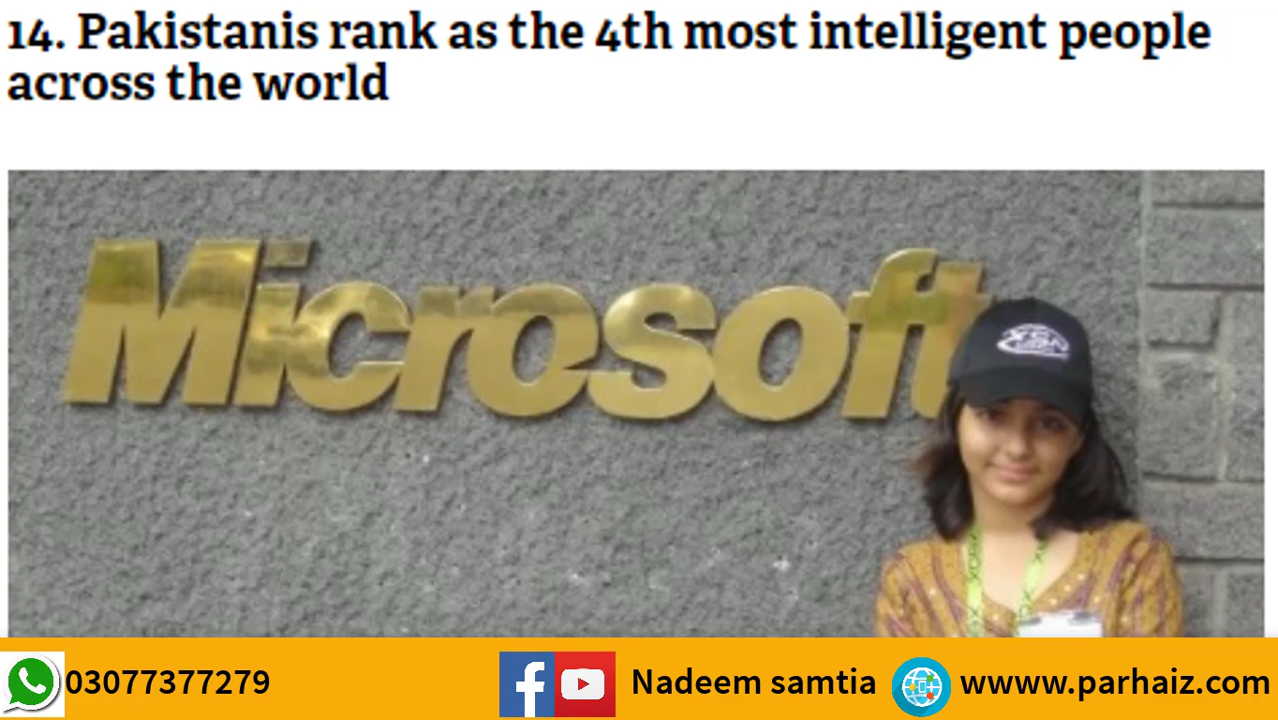 14. Pakistanis rank as the 4th most intelligent people
across the world
Microsoft
03077377279
Nadeem samtia
wwww.parhaiz.com